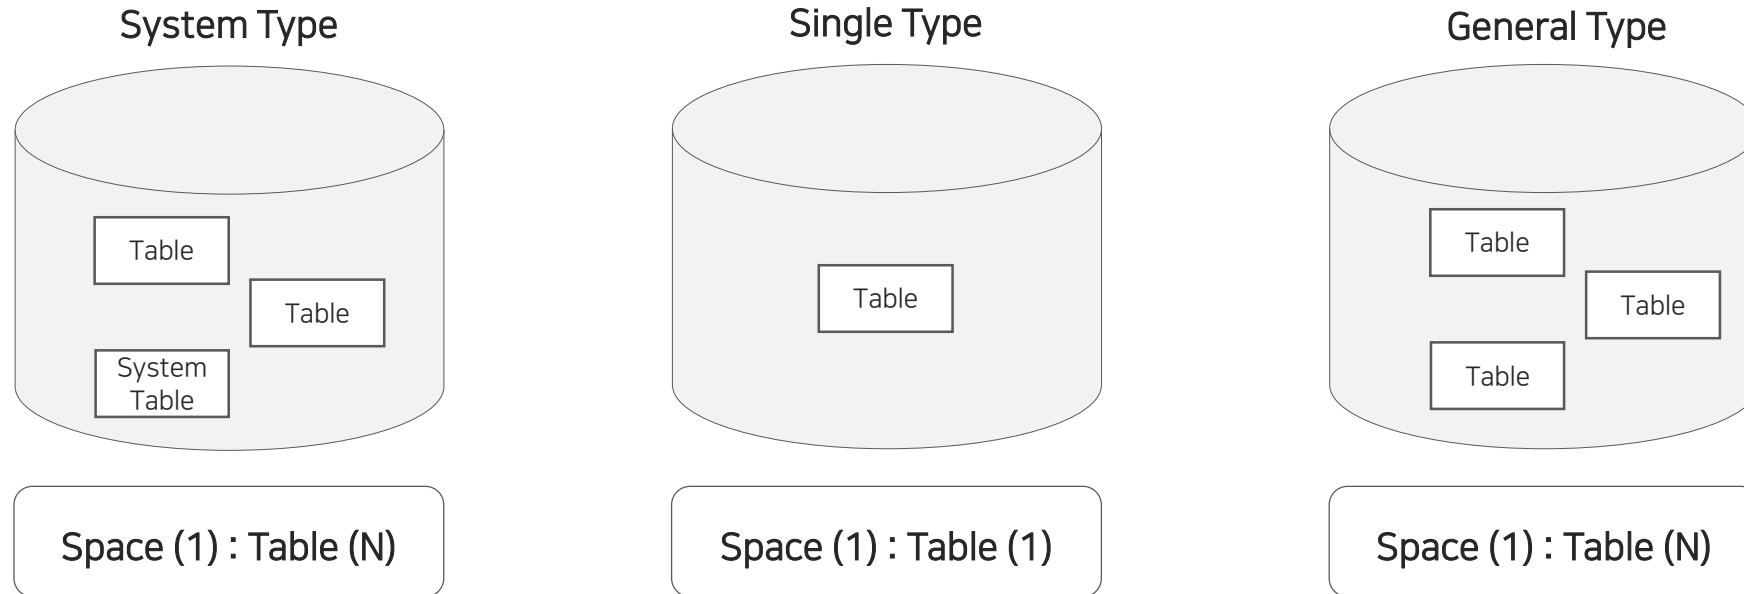 System Type
Table
Table
System
Table
Space (1) : Table (N)
Single Type
Table
Space (1) : Table (1)
General Type
Table
Table
Table
Space (1) : Table (N)